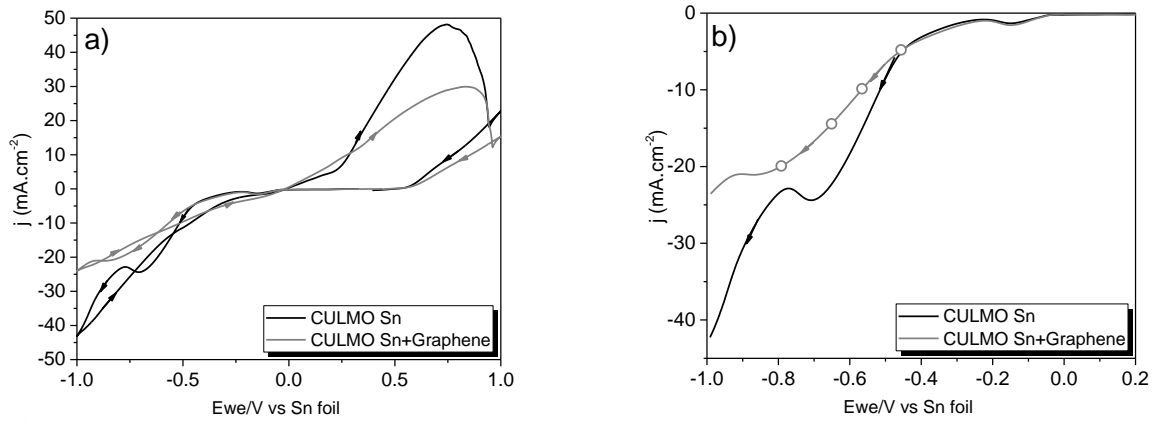 a)
50
40
30
20
10
0
-10
-20
-30
-40
-50
j (mA.cm-2)
CULMO Sn
CULMO Sn+Graphene
-1.0 -0.5 0.0 0.5 1.0
Ewe/V vs Sn foil
b)
0
-10
-20
-30
-40
j (mA.cm-2)
CULMO Sn
CULMO Sn+Graphene
-1.0 -0.8 -0.6 -0.4 -0.2 0.0 0.2
Ewe/V vs Sn foil